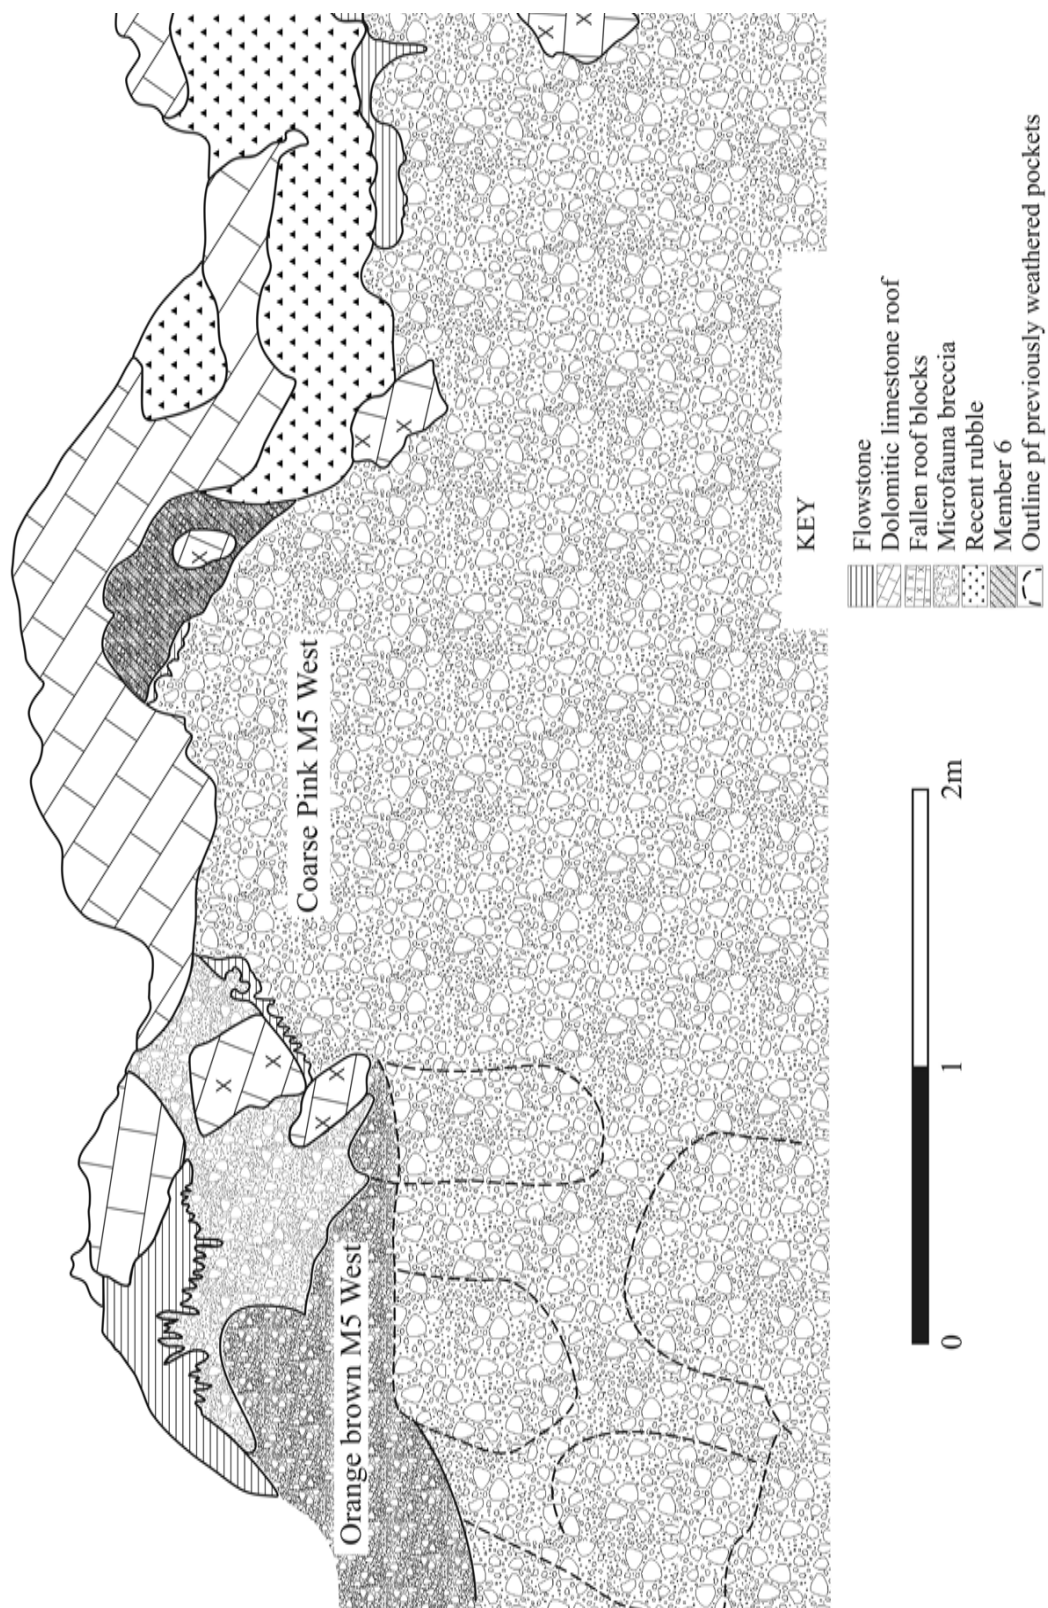 Coarse Pink M5 West
Orange brown M5 West
KEY
Flowstone
Dolomitic limestone roof
Fallen roof blocks
Microfauna breccia
Recent rubble
Member 6
Outline pf previously weathered pockets
0 1 2m
X X
X X
X
X X
X X